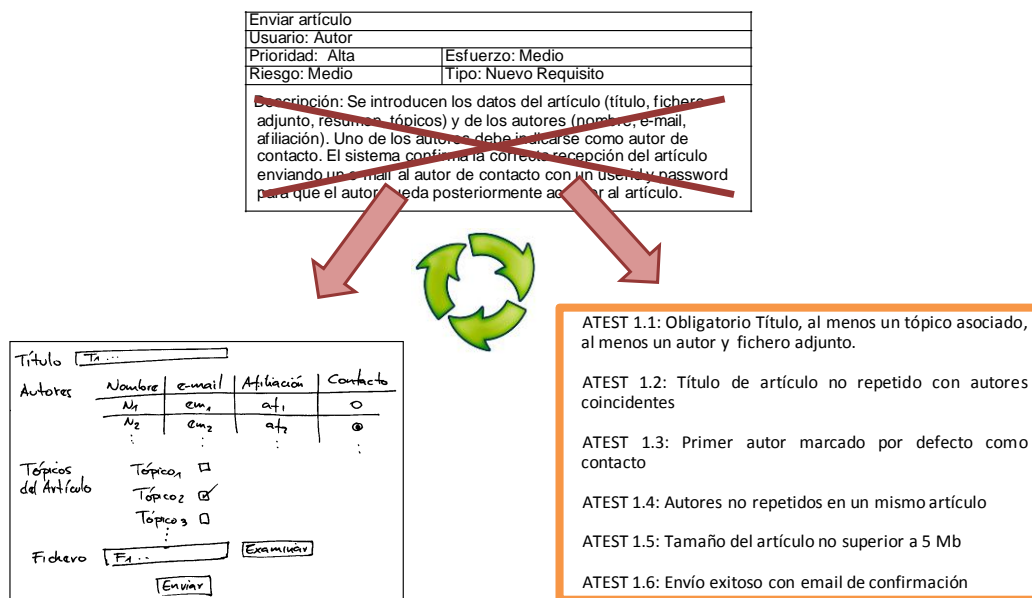 Enviar artículo
Usuario: Autor
Prioridad: Alta
Esfuerzo: Medio
Riesgo: Medio
Tipo: Nuevo Requisito
Descripción: Se introducen los datos del artículo (título, fichero
adjunto, resumen, tópicos) y de los autores (nombre, e-mail,
afiliación). Uno de los autores debe indicarse como autor de
contacto. El sistema confirma la correcta recepción del artículo
enviando un e-mail al autor de contacto con un userid y password
para que el autor pueda posteriormente acceder al artículo.
Título T1 ...
Autores Nombre e-mail Afiliación Contacto
N1 em1 af1
N2 em2 af2
Tópicos
del Artículo
Tópico1
Tópico2
Tópico3
Fichero F1 ... Examinar
Enviar
ATEST 1.1: Obligatorio Título, al menos un tópico asociado,
al menos un autor y fichero adjunto.
ATEST 1.2: Título de artículo no repetido con autores
coincidentes
ATEST 1.3: Primer autor marcado por defecto como
contacto
ATEST 1.4: Autores no repetidos en un mismo artículo
ATEST 1.5: Tamaño del artículo no superior a 5 Mb
ATEST 1.6: Envío exitoso con email de confirmación